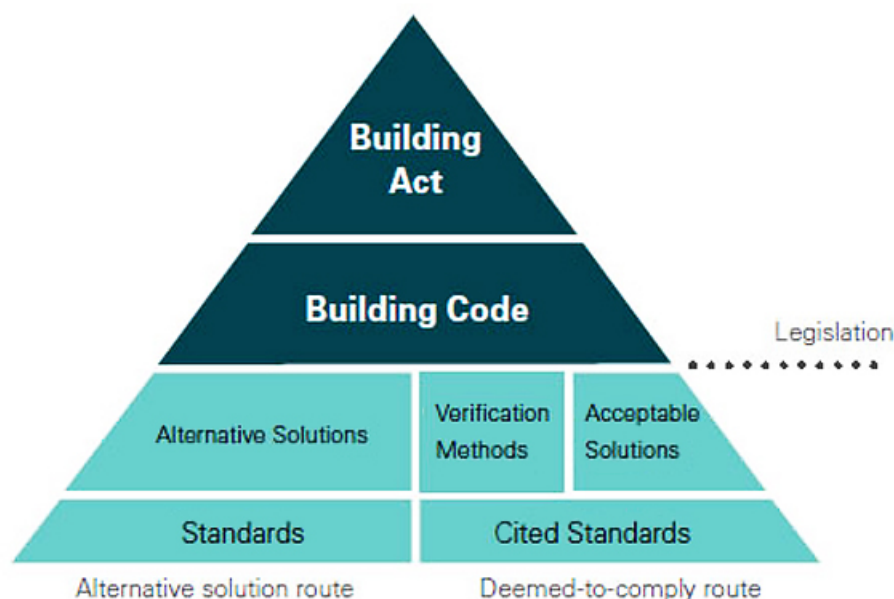 Building
Act
Building Code
Legislation
Alternative Solutions
Verification
Methods
Acceptable
Solutions
Standards
Cited Standards
Alternative solution route
Deemed-to-comply route